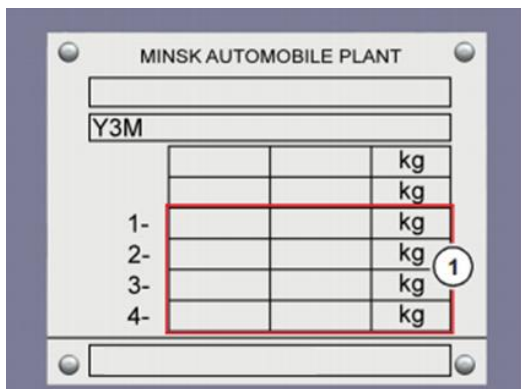 MINSK AUTOMOBILE PLANT
Y3M
kg
kg
1- kg
2- kg
1
3- kg
4- kg